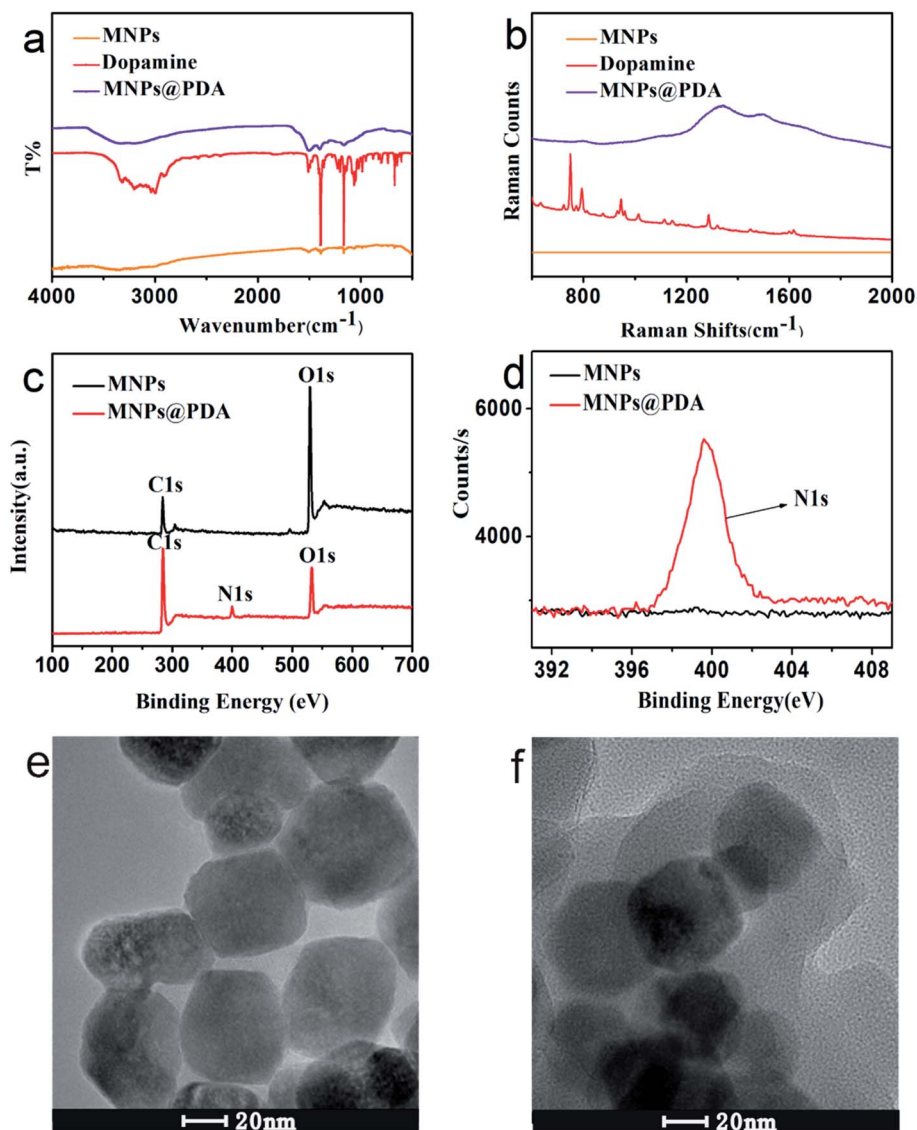 a
MNPs
Dopamine
MNPs@PDA
T%
4000 3000 2000 1000
Wavenumber(cm-1)
b
MNPs
Dopamine
MNPs@PDA
Raman Counts
800 1200 1600 2000
Raman Shifts(cm-1)
c
MNPs
MNPs@PDA
O1s
C1s
C1s
N1s
O1s
Intensity(a.u.)
100 200 300 400 500 600 700
Binding Energy (eV)
d
MNPs
MNPs@PDA
6000
4000
Counts/s
N1s
392 396 400 404 408
Binding Energy(eV)
e
20nm
f
20nm